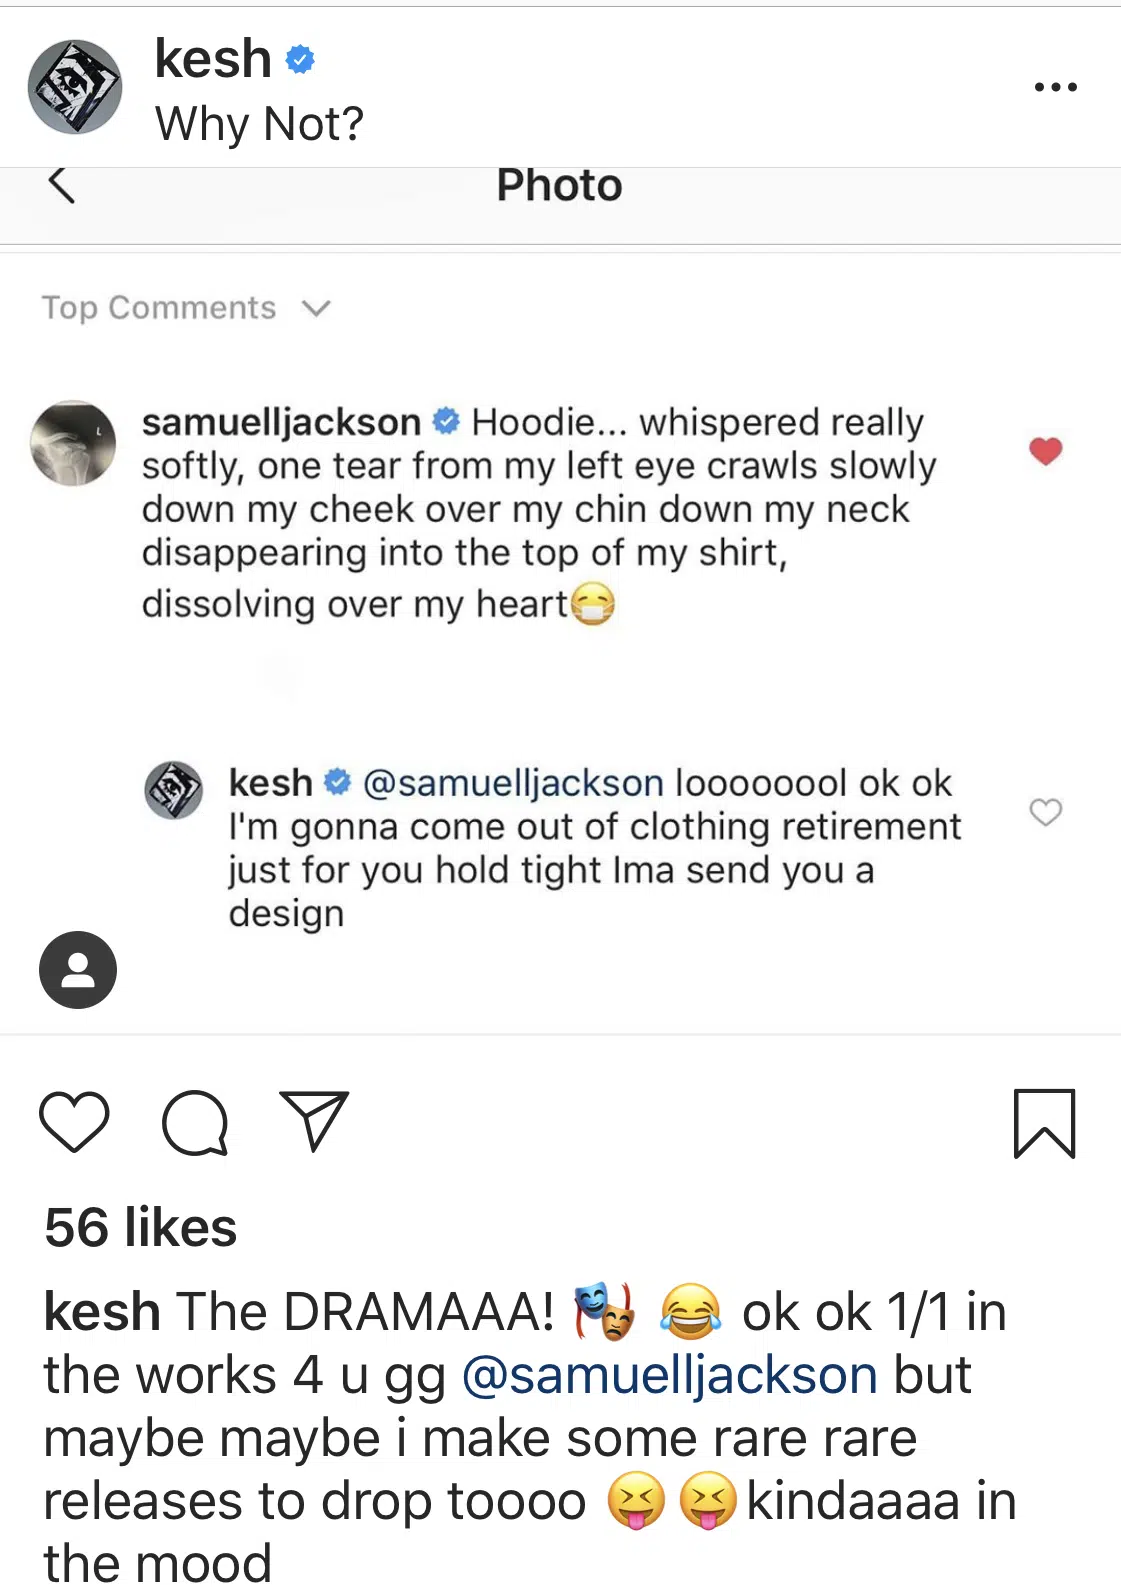 kesh
Why Not?
Photo
Top Comments
samuelljackson Hoodie... whispered really
softly, one tear from my left eye crawls slowly
down my cheek over my chin down my neck
disappearing into the top of my shirt,
dissolving over my heart😷
kesh @samuelljackson looooooool ok ok
I'm gonna come out of clothing retirement
just for you hold tight Ima send you a
design
56 likes
kesh The DRAMAAA! 🎭 😂 ok ok 1/1 in
the works 4 u gg @samuelljackson but
maybe maybe i make some rare rare
releases to drop toooo 😝 😝 kindaaaa in
the mood